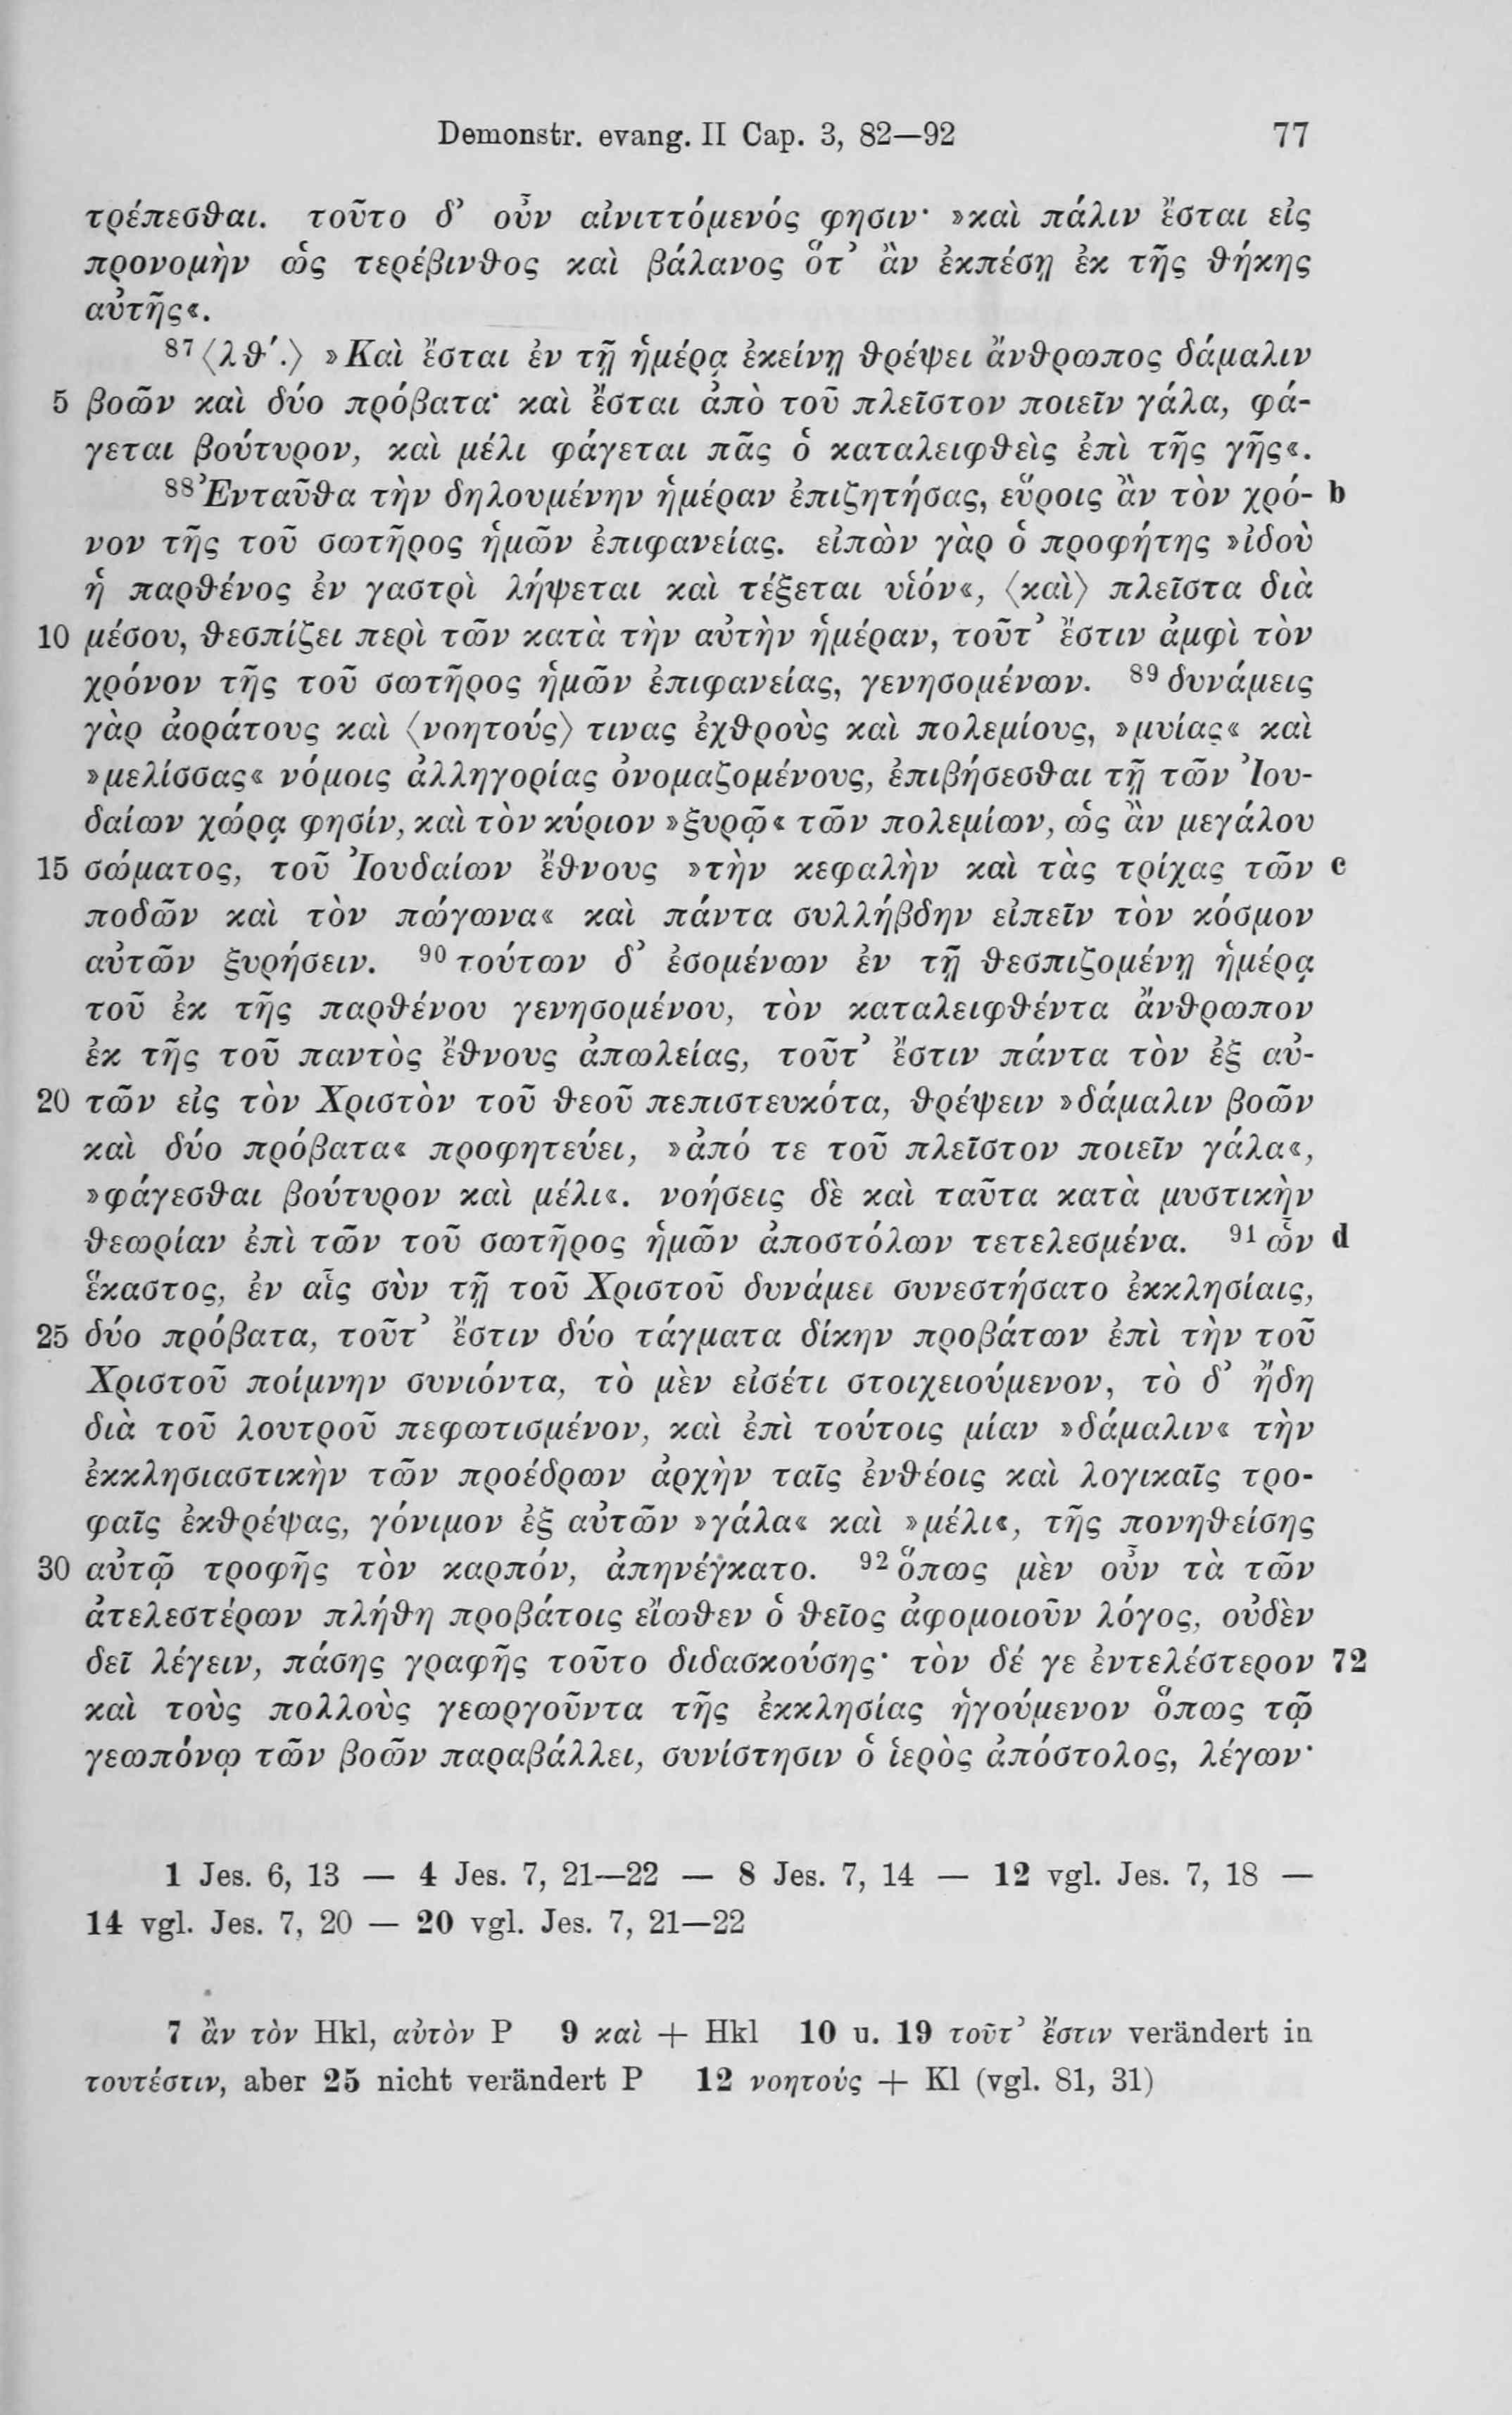 Demonstr. evang. II Cap. 3, 82—92 77
τρέπεσθαι. τοῦτο δ’ οὖν αἰνιττόμενός φησιν· »καὶ πάλιν ἔσται εἰς
προνομὴν ὡς τερέβινθος καὶ βάλανος ὅτ’ ἂν ἐκπέσῃ ἐκ τῆς θήκης
αὐτῆς«.
⁸⁷⟨λθ′.⟩ »Καὶ ἔσται ἐν τῇ ἡμέρᾳ ἐκείνῃ θρέψει ἄνθρωπος δάμαλιν
5 βοῶν καὶ δύο πρόβατα· καὶ ἔσται ἀπὸ τοῦ πλεῖστον ποιεῖν γάλα, φά-
γεται βούτυρον, καὶ μέλι φάγεται πᾶς ὁ καταλειφθεὶς ἐπὶ τῆς γῆς«.
⁸⁸Ἐνταῦθα τὴν δηλουμένην ἡμέραν ἐπιζητήσας, εὕροις ἂν τὸν χρό- b
νον τῆς τοῦ σωτῆρος ἡμῶν ἐπιφανείας. εἰπὼν γὰρ ὁ προφήτης »ἰδοὺ
ἡ παρθένος ἐν γαστρὶ λήψεται καὶ τέξεται υἱόν«, ⟨καὶ⟩ πλεῖστα διὰ
10 μέσου, θεσπίζει περὶ τῶν κατὰ τὴν αὐτὴν ἡμέραν, τοῦτ’ ἔστιν ἀμφὶ τὸν
χρόνον τῆς τοῦ σωτῆρος ἡμῶν ἐπιφανείας, γενησομένων. ⁸⁹ δυνάμεις
γὰρ ἀοράτους καὶ ⟨νοητούς⟩ τινας ἐχθροὺς καὶ πολεμίους, »μυίας« καὶ
»μελίσσας« νόμοις ἀλληγορίας ὀνομαζομένους, ἐπιβήσεσθαι τῇ τῶν Ἰου-
δαίων χώρᾳ φησίν, καὶ τὸν κύριον »ξυρῷ« τῶν πολεμίων, ὡς ἂν μεγάλου
15 σώματος, τοῦ Ἰουδαίων ἔθνους »τὴν κεφαλὴν καὶ τὰς τρίχας τῶν c
ποδῶν καὶ τὸν πώγωνα« καὶ πάντα συλλήβδην εἰπεῖν τὸν κόσμον
αὐτῶν ξυρήσειν. ⁹⁰ τούτων δ’ ἐσομένων ἐν τῇ θεσπιζομένῃ ἡμέρᾳ
τοῦ ἐκ τῆς παρθένου γενησομένου, τὸν καταλειφθέντα ἄνθρωπον
ἐκ τῆς τοῦ παντὸς ἔθνους ἀπωλείας, τοῦτ’ ἔστιν πάντα τὸν ἐξ αὐ-
20 τῶν εἰς τὸν Χριστὸν τοῦ θεοῦ πεπιστευκότα, θρέψειν »δάμαλιν βοῶν
καὶ δύο πρόβατα« προφητεύει, »ἀπό τε τοῦ πλεῖστον ποιεῖν γάλα«,
»φάγεσθαι βούτυρον καὶ μέλι«. νοήσεις δὲ καὶ ταῦτα κατὰ μυστικὴν
θεωρίαν ἐπὶ τῶν τοῦ σωτῆρος ἡμῶν ἀποστόλων τετελεσμένα. ⁹¹ ὧν d
ἕκαστος, ἐν αἷς σὺν τῇ τοῦ Χριστοῦ δυνάμει συνεστήσατο ἐκκλησίαις,
25 δύο πρόβατα, τοῦτ’ ἔστιν δύο τάγματα δίκην προβάτων ἐπὶ τὴν τοῦ
Χριστοῦ ποίμνην συνιόντα, τὸ μὲν εἰσέτι στοιχειούμενον, τὸ δ’ ἤδη
διὰ τοῦ λουτροῦ πεφωτισμένον, καὶ ἐπὶ τούτοις μίαν »δάμαλιν« τὴν
ἐκκλησιαστικὴν τῶν προέδρων ἀρχὴν ταῖς ἐνθέοις καὶ λογικαῖς τρο-
φαῖς ἐκθρέψας, γόνιμον ἐξ αὐτῶν »γάλα« καὶ »μέλι«, τῆς πονηθείσης
30 αὐτῷ τροφῆς τὸν καρπόν, ἀπηνέγκατο. ⁹² ὅπως μὲν οὖν τὰ τῶν
ἀτελεστέρων πλήθη προβάτοις εἴωθεν ὁ θεῖος ἀφομοιοῦν λόγος, οὐδὲν
δεῖ λέγειν, πάσης γραφῆς τοῦτο διδασκούσης· τὸν δέ γε ἐντελέστερον 72
καὶ τοὺς πολλοὺς γεωργοῦντα τῆς ἐκκλησίας ἡγούμενον ὅπως τῷ
γεωπόνῳ τῶν βοῶν παραβάλλει, συνίστησιν ὁ ἱερὸς ἀπόστολος, λέγων·
1 Jes. 6, 13 — 4 Jes. 7, 21—22 — 8 Jes. 7, 14 — 12 vgl. Jes. 7, 18 —
14 vgl. Jes. 7, 20 — 20 vgl. Jes. 7, 21—22
7 ἂν τὸν Hkl, αὐτὸν P 9 καὶ + Hkl 10 u. 19 τοῦτ’ ἔστιν verändert in
τουτέστιν, aber 25 nicht verändert P 12 νοητούς + Kl (vgl. 81, 31)